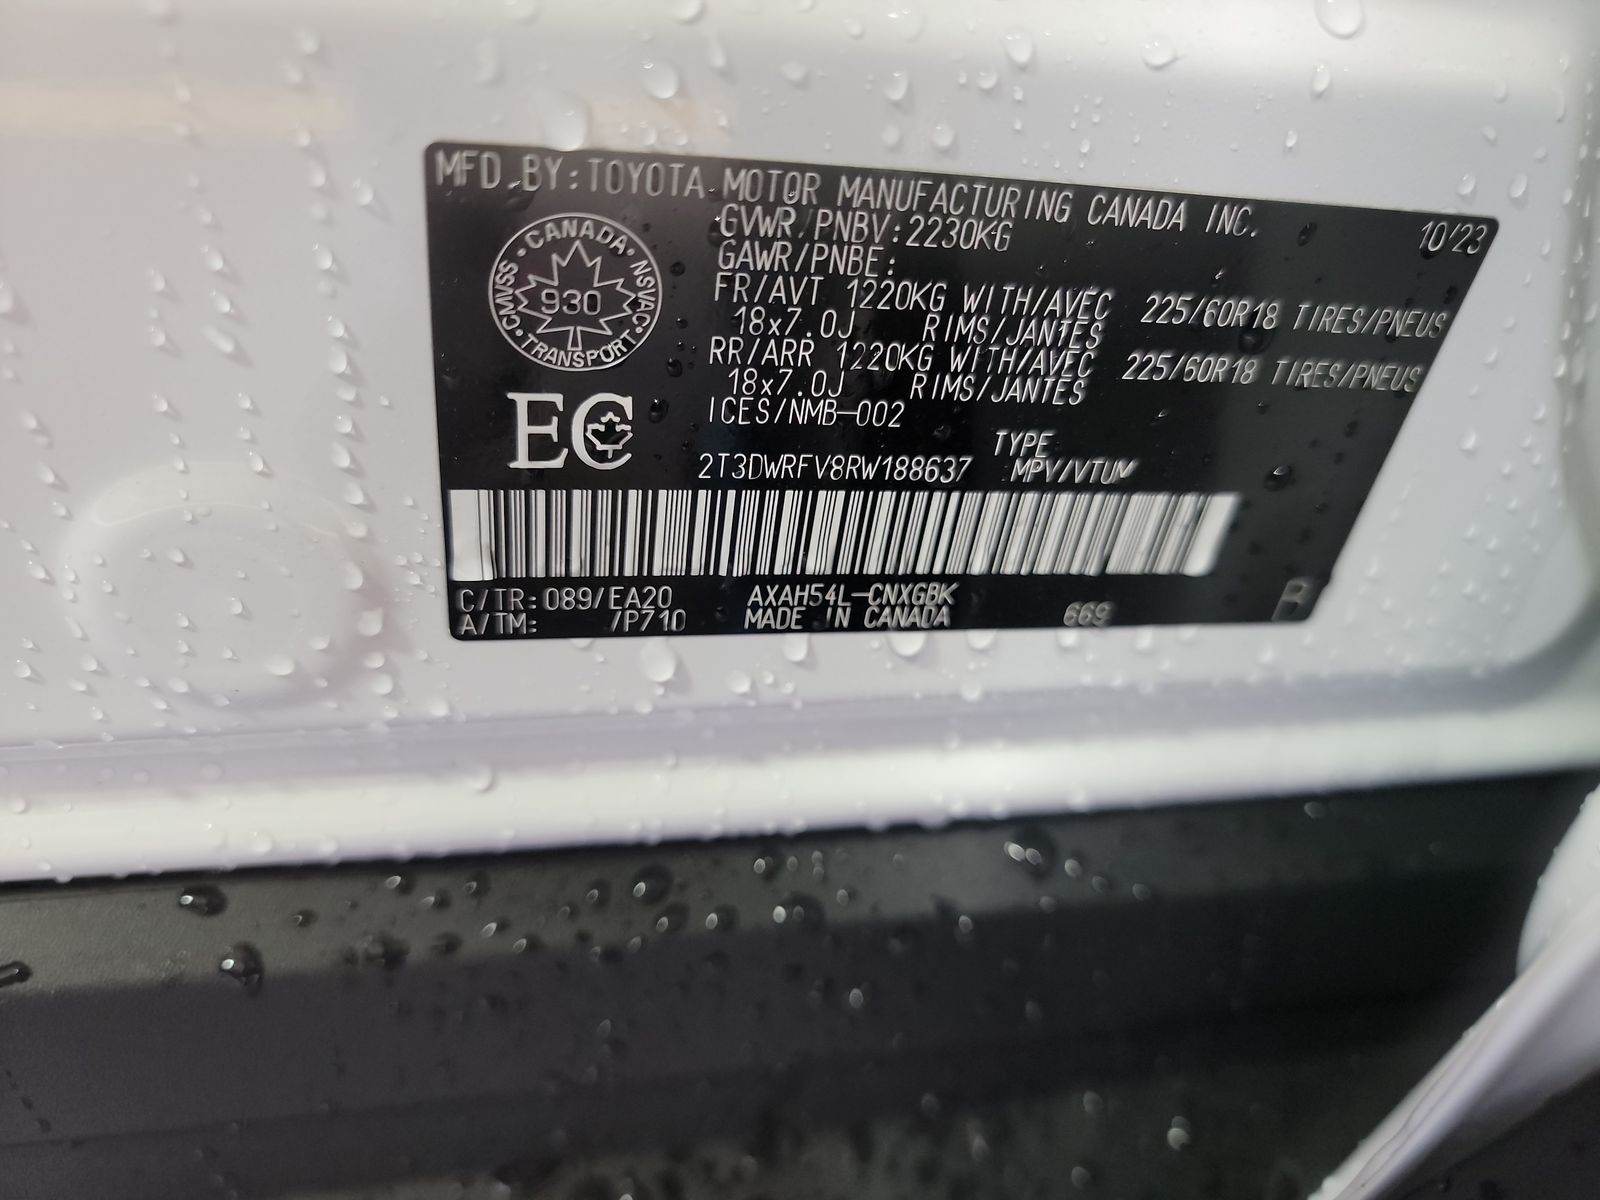 MFD.BY:TOYOTA MOTOR MANUFACTURING CANADA INC.
10/23
GVWR/PNBV:2230KG
GAWR/PNBE:
FR/AVT 1220KG WITH/AVEC 225/60R18 TIRES/PNEUS
18x7.0J RIMS/JANTES
RR/ARR 1220KG WITH/AVEC 225/60R18 TIRES/PNEUS
18x7.0J RIMS/JANTES
ICES/NMB-002
CANADA
CMVSS 930 NSVAC
TRANSPORT
EC
TYPE
2T3DWRFV8RW188637 MPV/VTUM
C/TR:089/EA20 AXAH54L-CNXGBK
A/TM: /P710 MADE IN CANADA 669
R